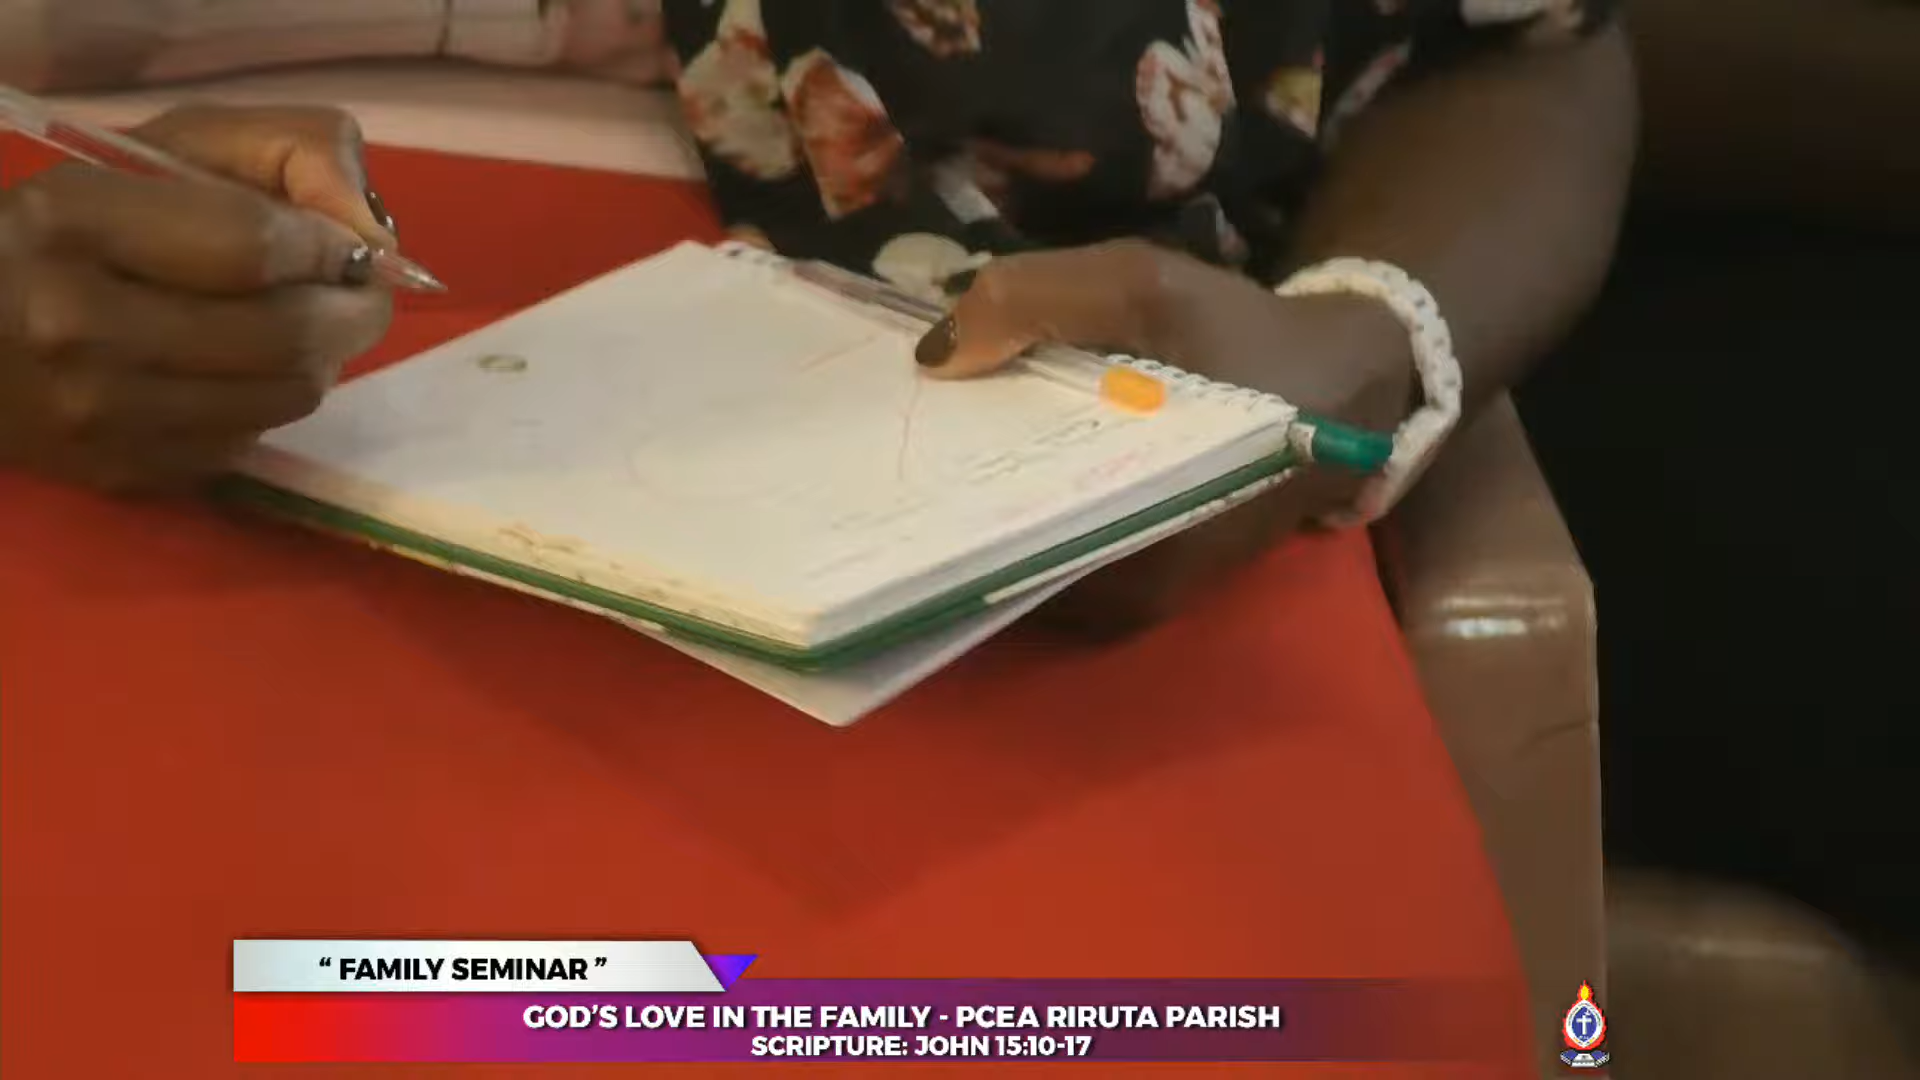 “ FAMILY SEMINAR ”
GOD'S LOVE IN THE FAMILY - PCEA RIRUTA PARISH
SCRIPTURE: JOHN 15:10-17